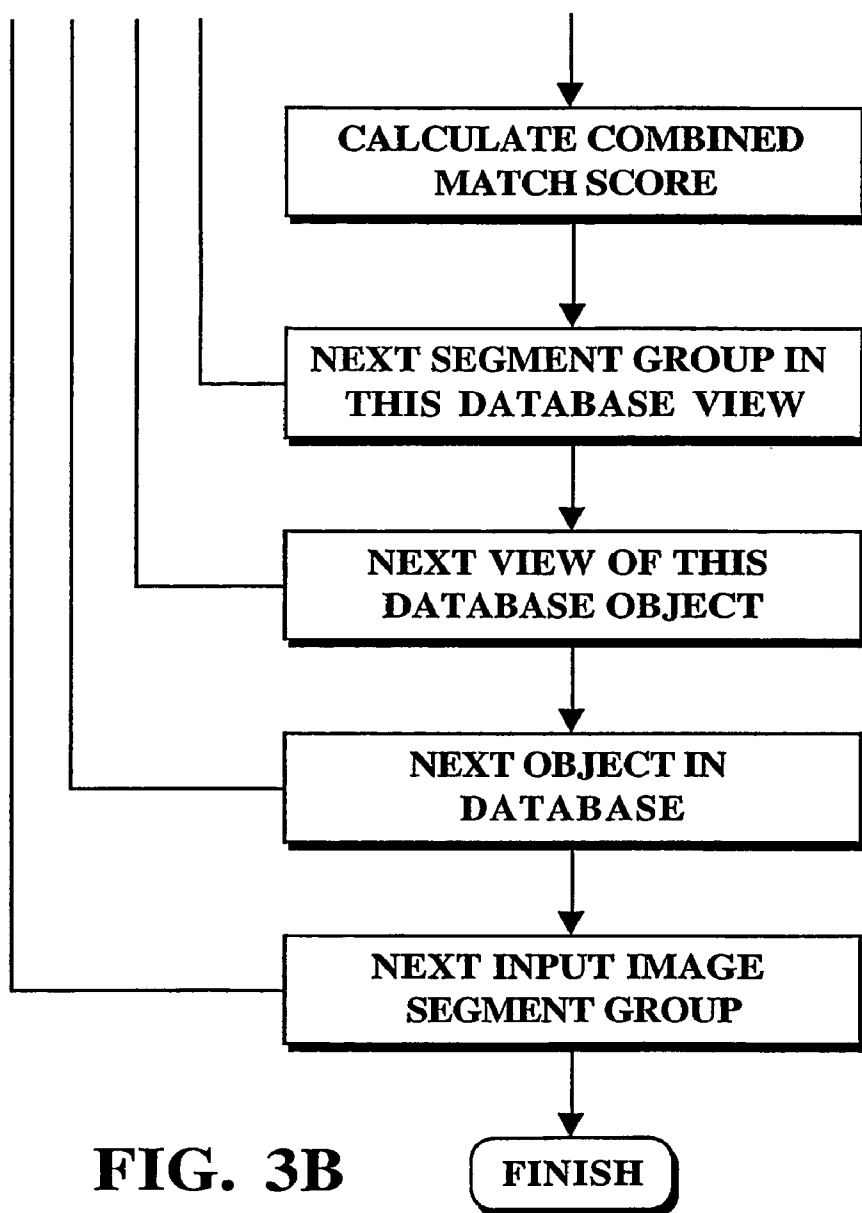 CALCULATE COMBINED
MATCH SCORE
NEXT SEGMENT GROUP IN
THIS DATABASE VIEW
NEXT VIEW OF THIS
DATABASE OBJECT
NEXT OBJECT IN
DATABASE
NEXT INPUT IMAGE
SEGMENT GROUP
FINISH
FIG. 3B